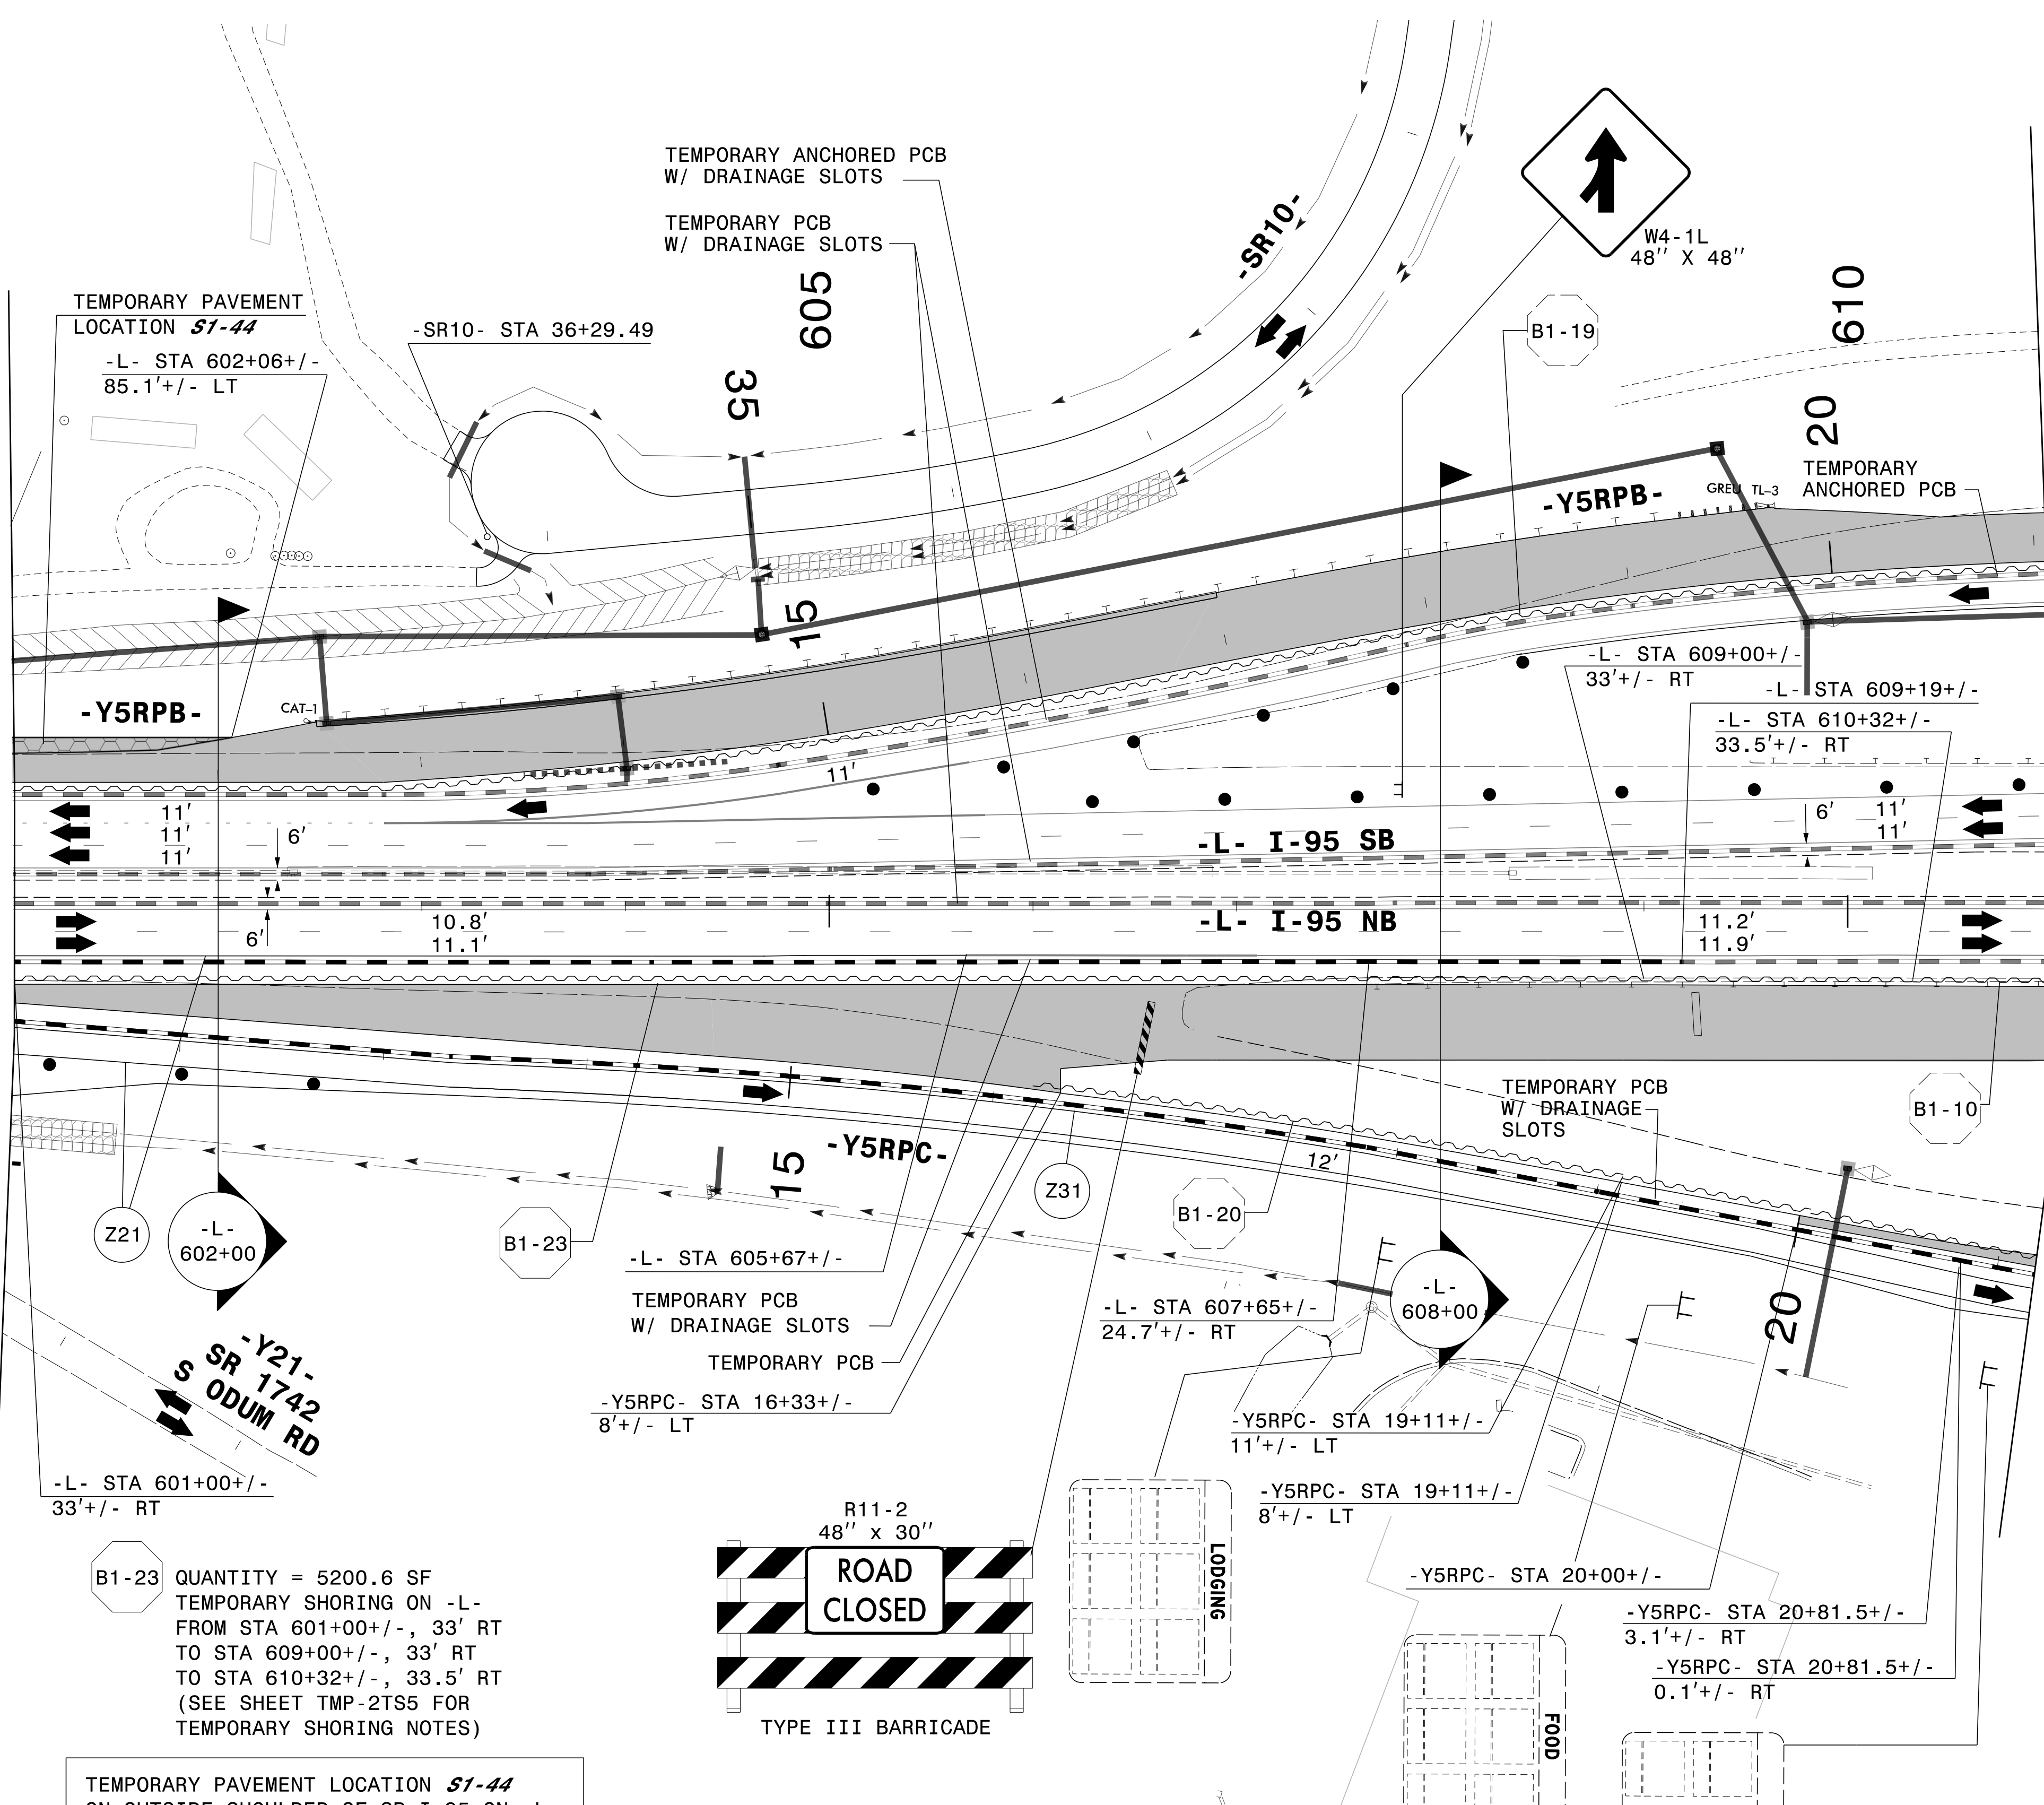 TEMPORARY ANCHORED PCB
W/ DRAINAGE SLOTS
TEMPORARY PCB
W/ DRAINAGE SLOTS
-SR10-
W4-1L
48'' X 48''
605
610
TEMPORARY PAVEMENT
LOCATION S1-44
-L- STA 602+06+/-
85.1'+/- LT
-SR10- STA 36+29.49
B1-19
35
20
TEMPORARY
ANCHORED PCB
-Y5RPB-
GREU TL-3
15
-L- STA 609+00+/-
33'+/- RT
-L- STA 609+19+/-
-L- STA 610+32+/-
33.5'+/- RT
-Y5RPB-
CAT-1
11'
11'
11'
11'
6'
-L- I-95 SB
6'
11'
11'
6'
10.8'
11.1'
-L- I-95 NB
11.2'
11.9'
TEMPORARY PCB
W/ DRAINAGE
SLOTS
B1-10
-Y5RPC-
15
12'
Z31
B1-20
Z21
-L-
602+00
B1-23
-L- STA 605+67+/-
TEMPORARY PCB
W/ DRAINAGE SLOTS
TEMPORARY PCB
-Y5RPC- STA 16+33+/-
8'+/- LT
-L- STA 607+65+/-
24.7'+/- RT
-L-
608+00
20
-Y21-
SR 1742
S ODUM RD
-Y5RPC- STA 19+11+/-
11'+/- LT
-Y5RPC- STA 19+11+/-
8'+/- LT
-L- STA 601+00+/-
33'+/- RT
R11-2
48'' x 30''
ROAD
CLOSED
TYPE III BARRICADE
LODGING
-Y5RPC- STA 20+00+/-
-Y5RPC- STA 20+81.5+/-
3.1'+/- RT
-Y5RPC- STA 20+81.5+/-
0.1'+/- RT
FOOD
B1-23
QUANTITY = 5200.6 SF
TEMPORARY SHORING ON -L-
FROM STA 601+00+/-, 33' RT
TO STA 609+00+/-, 33' RT
TO STA 610+32+/-, 33.5' RT
(SEE SHEET TMP-2TS5 FOR
TEMPORARY SHORING NOTES)
TEMPORARY PAVEMENT LOCATION S1-44